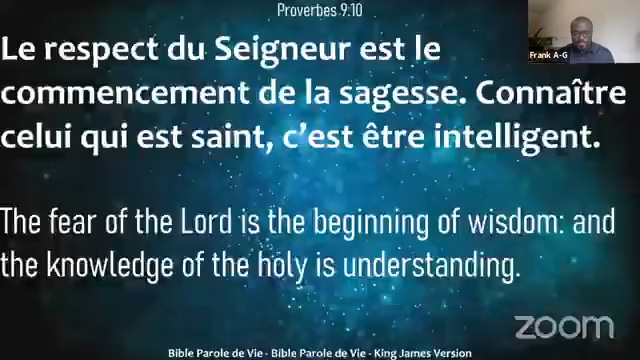 Proverbes 9:10
Frank A-G
Le respect du Seigneur est le
commencement de la sagesse. Connaître
celui qui est saint, c'est être intelligent.
The fear of the Lord is the beginning of wisdom: and
the knowledge of the holy is understanding.
zoom
Bible Parole de Vie - Bible Parole de Vie - King James Version